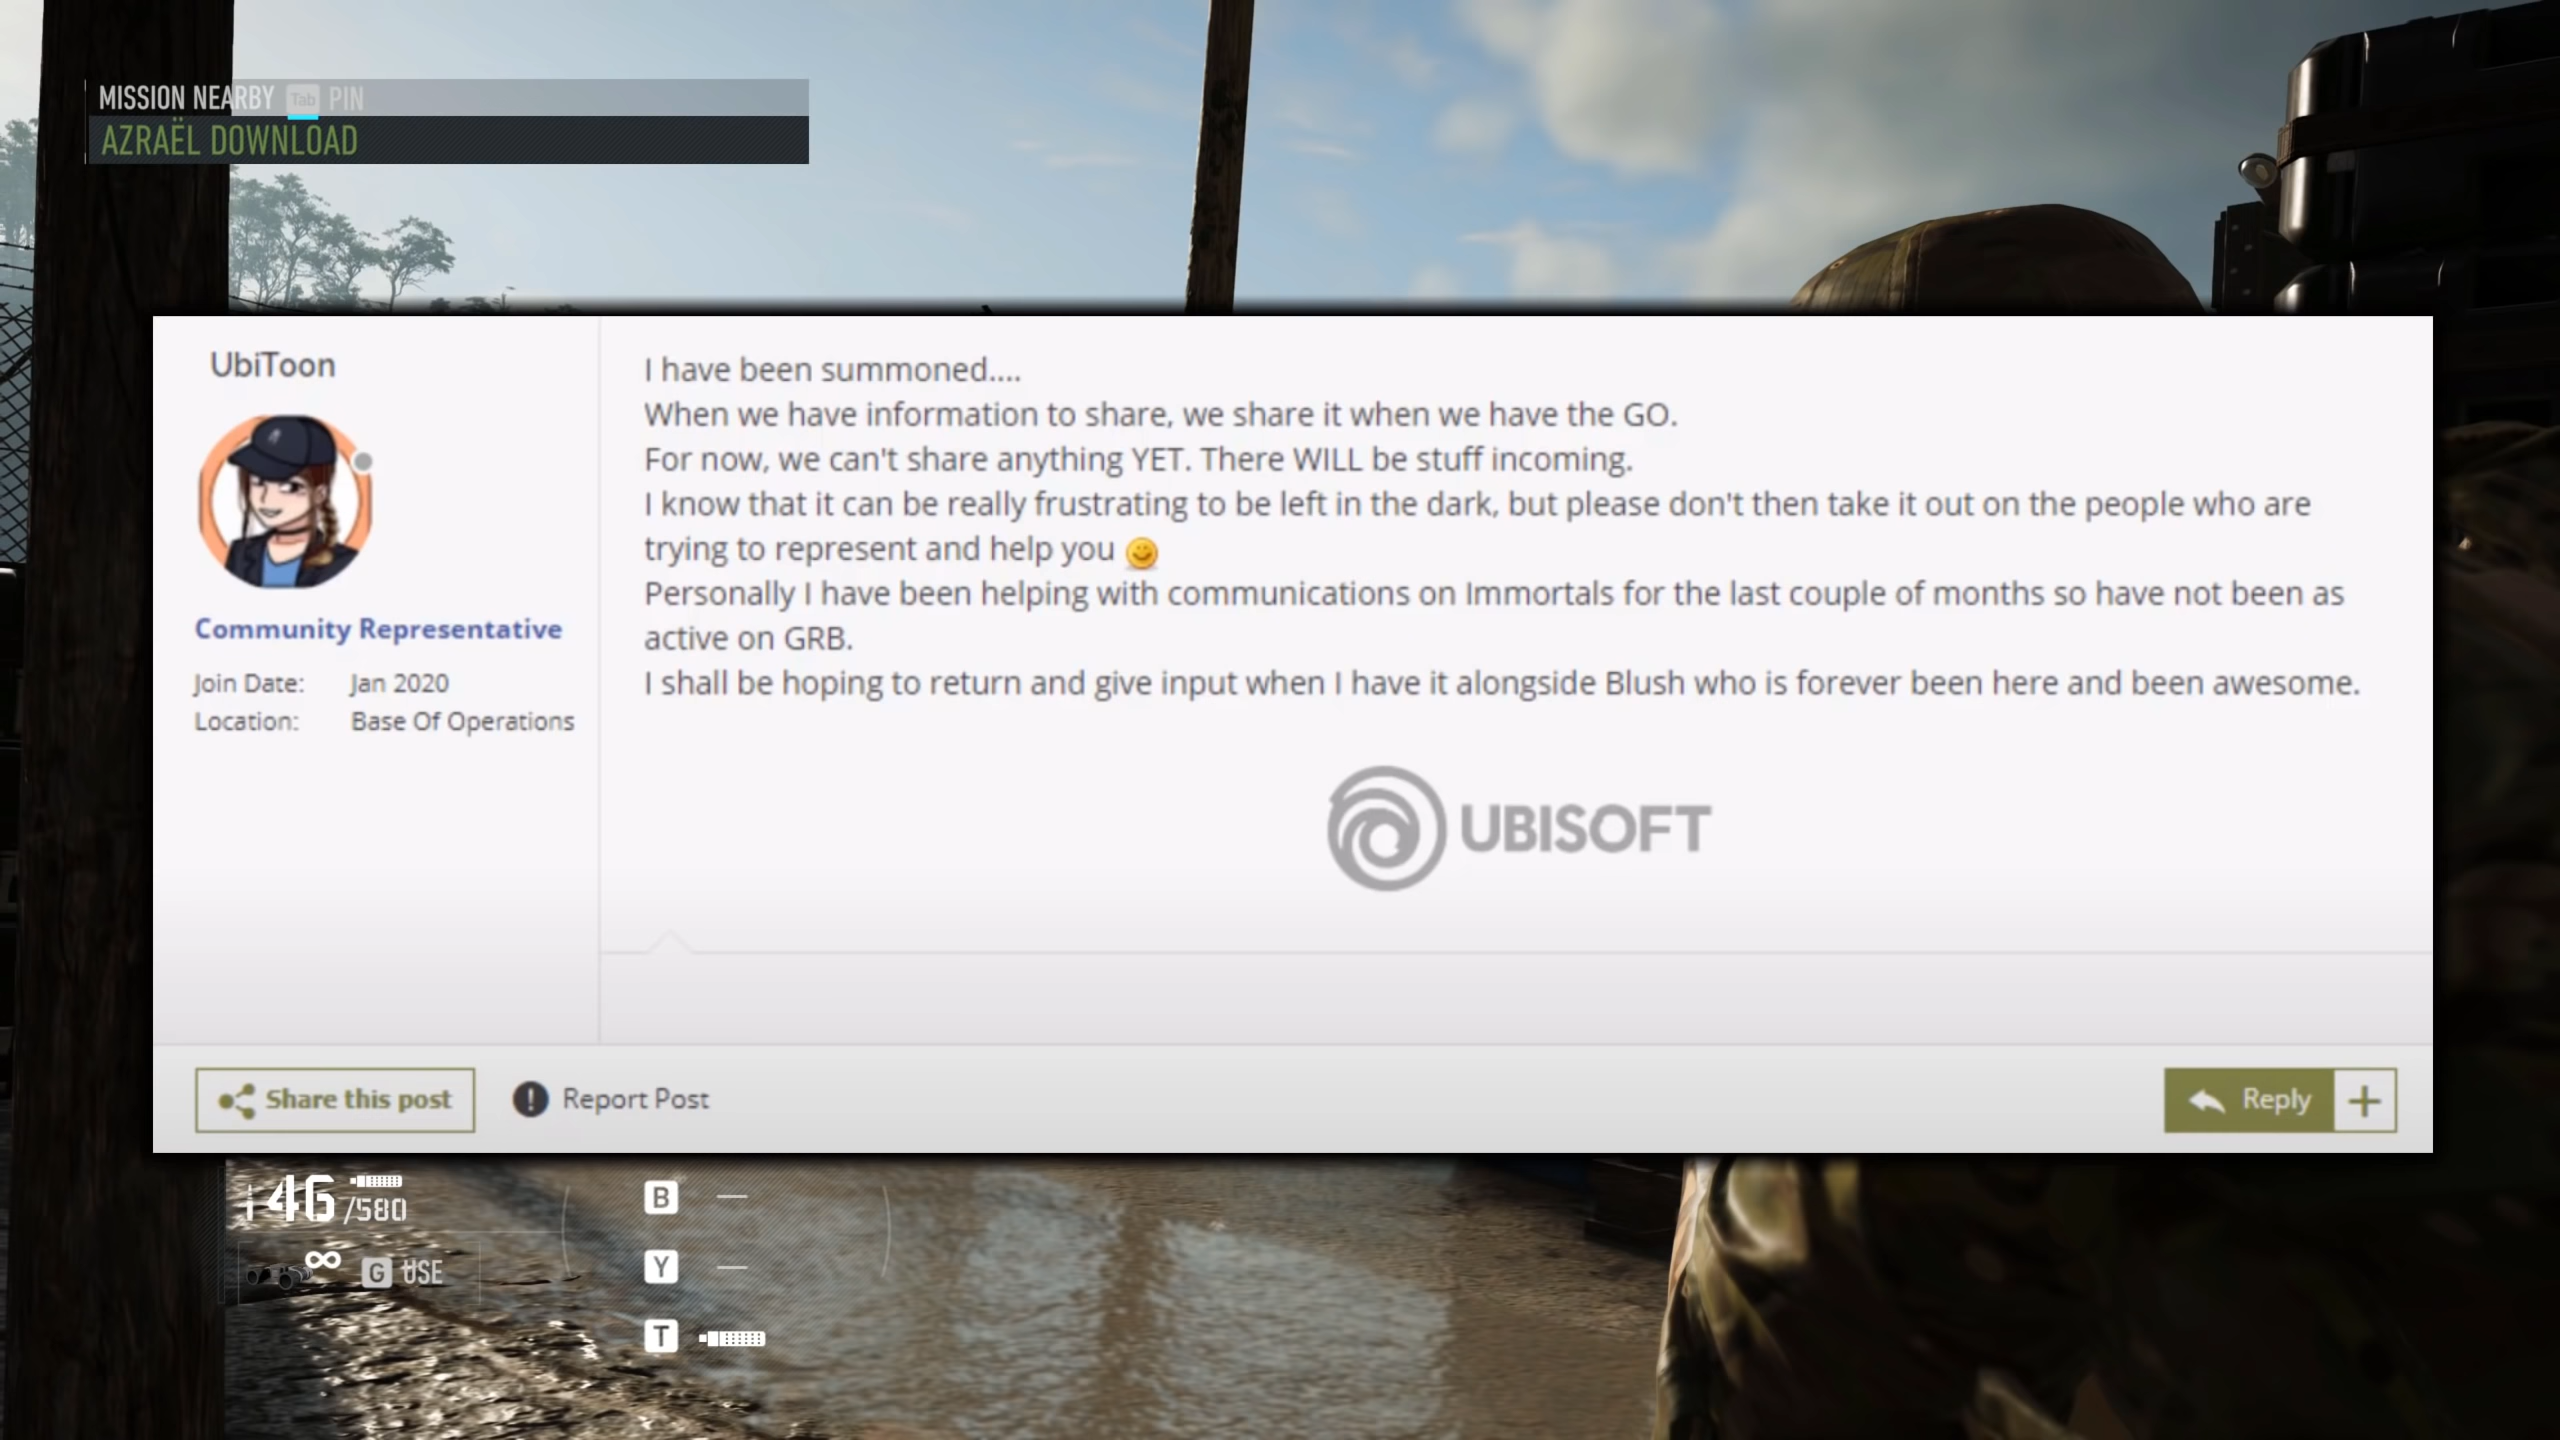 MISSION NEARBY Tab PIN
AZRAËL DOWNLOAD
UbiToon
Community Representative
Join Date: Jan 2020
Location: Base Of Operations
I have been summoned....
When we have information to share, we share it when we have the GO.
For now, we can't share anything YET. There WILL be stuff incoming.
I know that it can be really frustrating to be left in the dark, but please don't then take it out on the people who are
trying to represent and help you
Personally I have been helping with communications on Immortals for the last couple of months so have not been as
active on GRB.
I shall be hoping to return and give input when I have it alongside Blush who is forever been here and been awesome.
UBISOFT
Share this post
Report Post
Reply +
46 /580
∞ G USE
B —
Y —
T